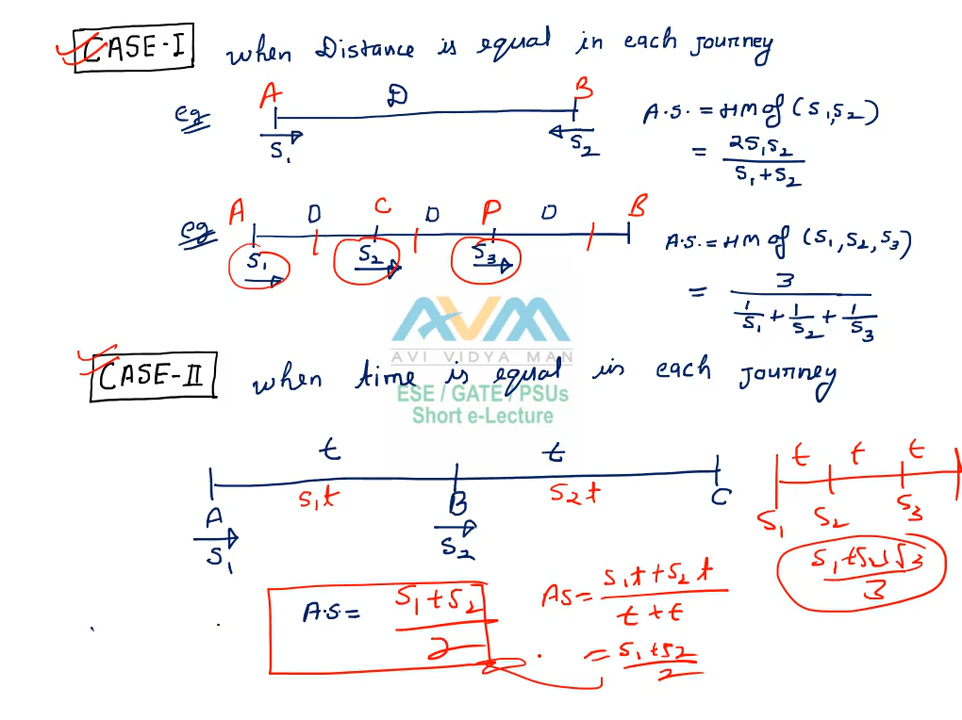 CASE-I when Distance is equal in each journey
eg A D B
S₁ S₂
A.S. = HM of (S₁,S₂)
= 2S₁S₂ / S₁+S₂
eg A D C D P D B
S₁ S₂ S₃
A.S. = HM of (S₁, S₂, S₃)
= 3 / 1/S₁ + 1/S₂ + 1/S₃
AVM
AVI VIDYA MAN
CASE-II when time is equal in each journey
ESE / GATE / PSUs
Short e-Lecture
t t
S₁t S₂t
A B C
S₁ S₂
t t t
S₁ S₂ S₃
S₁+S₂+S₃ / 3
A.S. = S₁+S₂ / 2
AS = S₁t+S₂t / t+t
= S₁+S₂ / 2